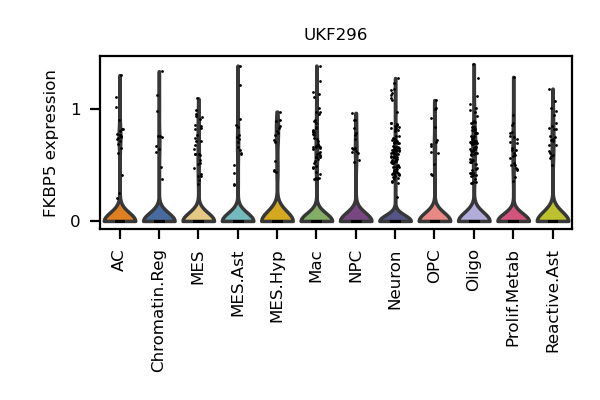 UKF296
FKBP5 expression
1
0
AC
Chromatin.Reg
MES
MES.Ast
MES.Hyp
Mac
NPC
Neuron
OPC
Oligo
Prolif.Metab
Reactive.Ast